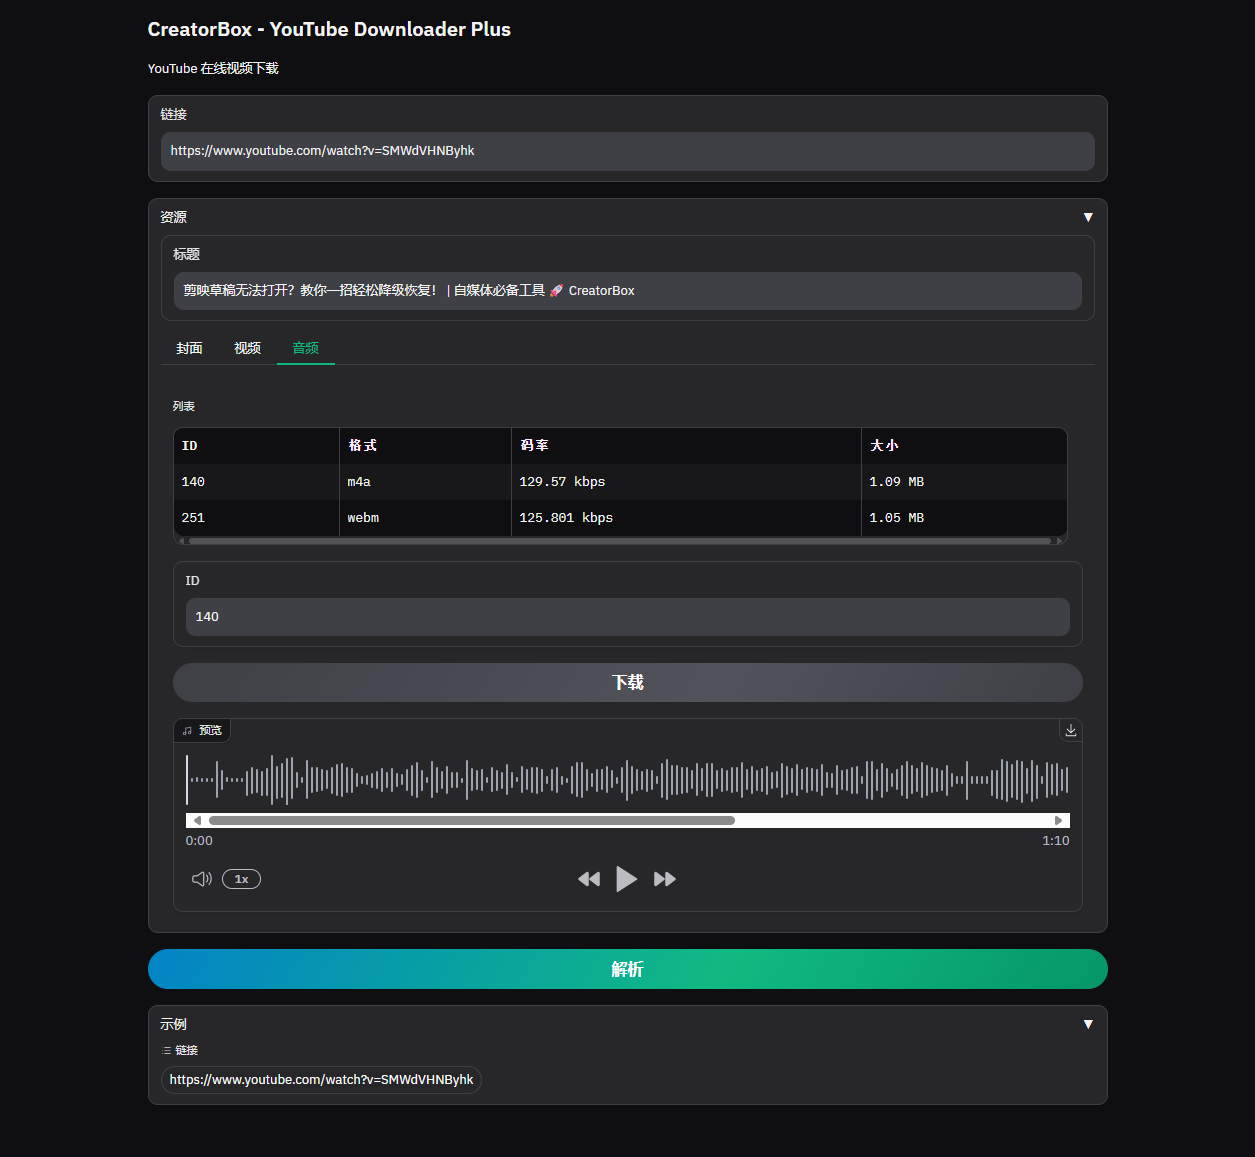 CreatorBox - YouTube Downloader Plus
YouTube 在线视频下载
链接
https://www.youtube.com/watch?v=SMWdVHNByhk
资源 ▼
标题
剪映草稿无法打开？教你一招轻松降级恢复！ | 自媒体必备工具 🚀 CreatorBox
封面 视频 音频
列表
ID 格式 码率 大小
140 m4a 129.57 kbps 1.09 MB
251 webm 125.801 kbps 1.05 MB
ID
140
下载
预览
0:00 1:10
1x
解析
示例 ▼
链接
https://www.youtube.com/watch?v=SMWdVHNByhk